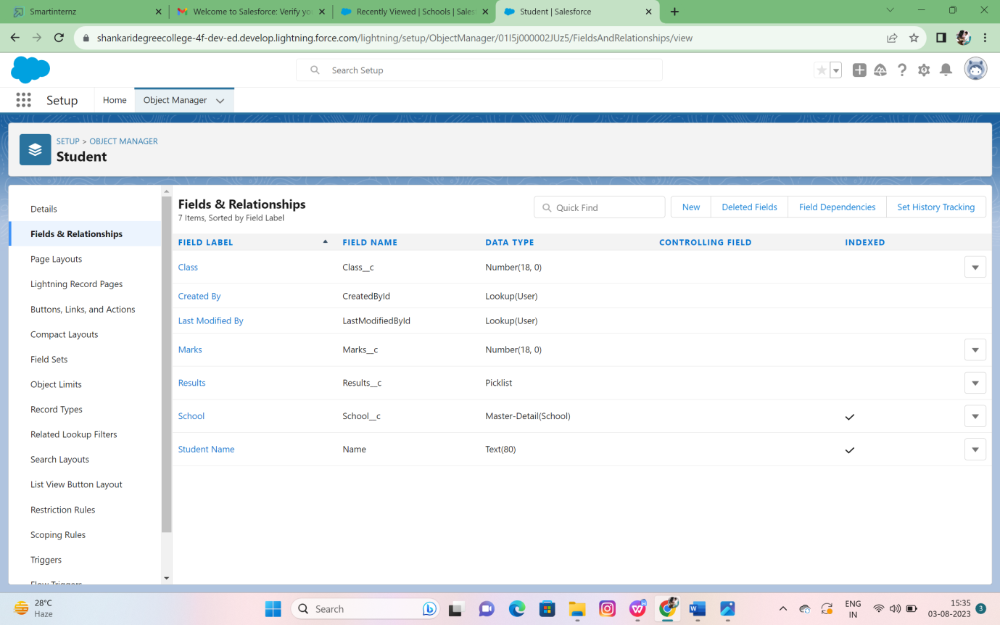 Smartinternz
Welcome to Salesforce: Verify yo
Recently Viewed | Schools | Sales
Student | Salesforce
shankaridegreecollege-4f-dev-ed.develop.lightning.force.com/lightning/setup/ObjectManager/01I5j000002JUz5/FieldsAndRelationships/view
Search Setup
Setup
Home
Object Manager
SETUP > OBJECT MANAGER
Student
Details
Fields & Relationships
Page Layouts
Lightning Record Pages
Buttons, Links, and Actions
Compact Layouts
Field Sets
Object Limits
Record Types
Related Lookup Filters
Search Layouts
List View Button Layout
Restriction Rules
Scoping Rules
Triggers
Flow Triggers
Fields & Relationships
7 Items, Sorted by Field Label
Quick Find
New
Deleted Fields
Field Dependencies
Set History Tracking
FIELD LABEL FIELD NAME DATA TYPE CONTROLLING FIELD INDEXED
Class Class__c Number(18, 0)
Created By CreatedById Lookup(User)
Last Modified By LastModifiedById Lookup(User)
Marks Marks__c Number(18, 0)
Results Results__c Picklist
School School__c Master-Detail(School)
Student Name Name Text(80)
28°C
Haze
Search
ENG
IN
15:35
03-08-2023
3